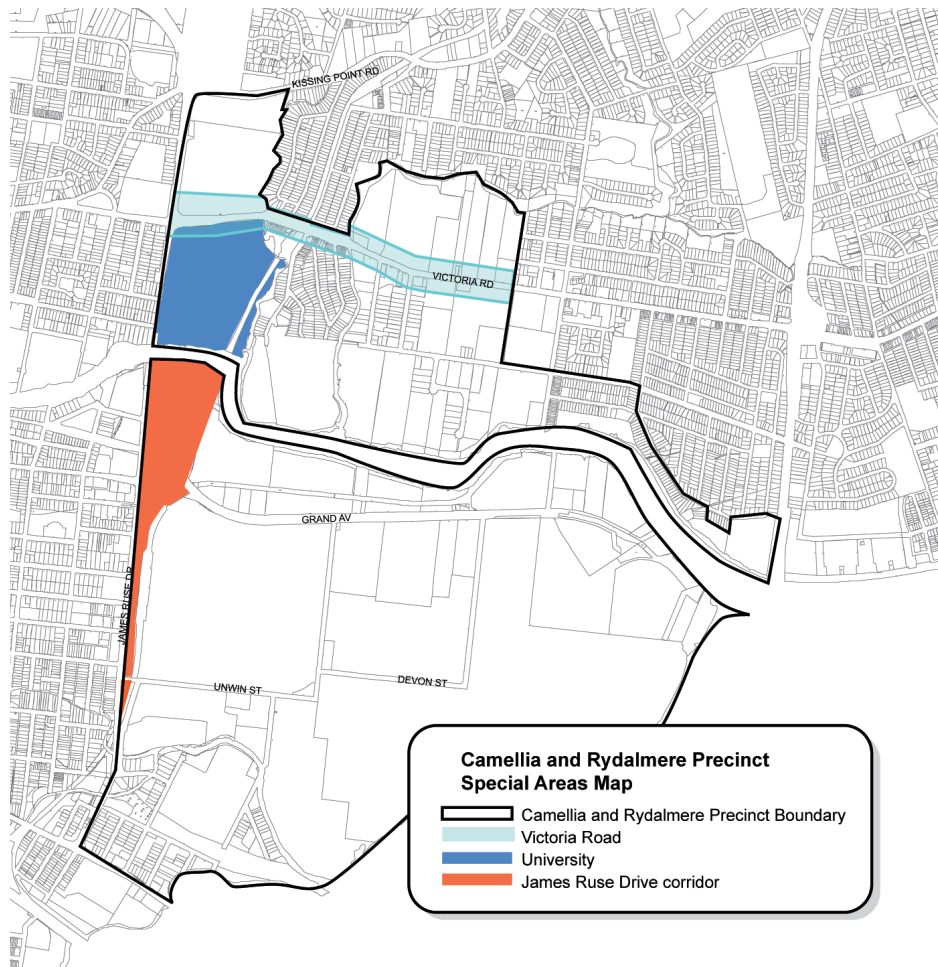 KISSING POINT RD
VICTORIA RD
GRAND AV
JAMES RUSE DR
UNWIN ST
DEVON ST
Camellia and Rydalmere Precinct
Special Areas Map
Camellia and Rydalmere Precinct Boundary
Victoria Road
University
James Ruse Drive corridor